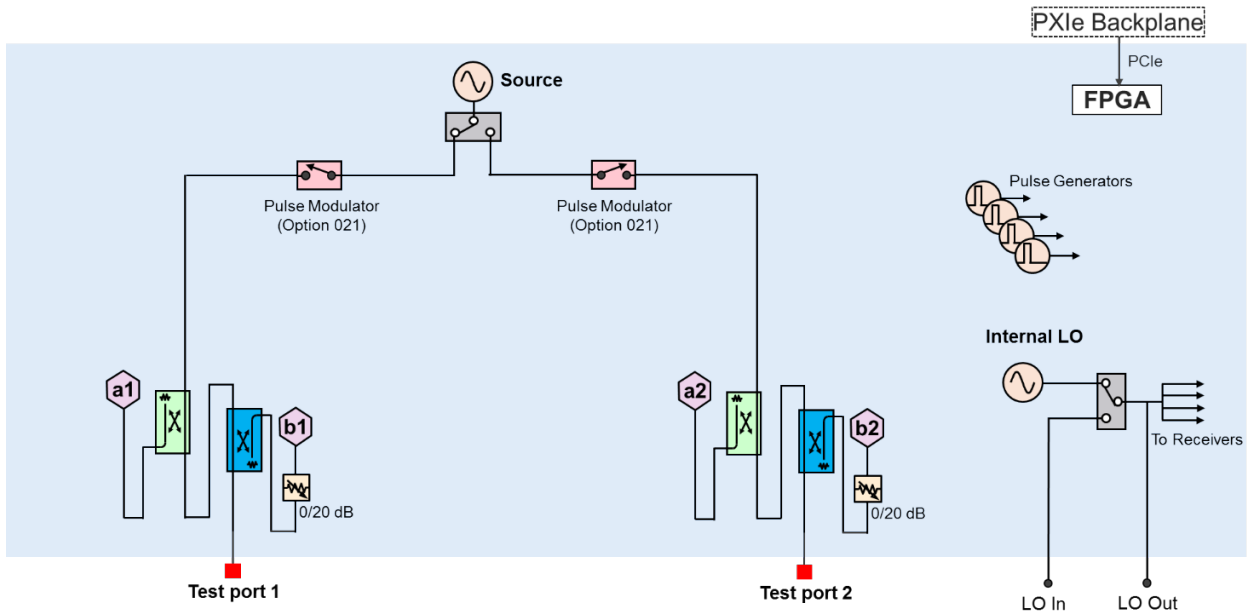 PXIe Backplane
PCIe
FPGA
Source
Pulse Modulator
(Option 021)
Pulse Modulator
(Option 021)
Pulse Generators
Internal LO
To Receivers
a1
b1
0/20 dB
a2
b2
0/20 dB
Test port 1
Test port 2
LO In
LO Out